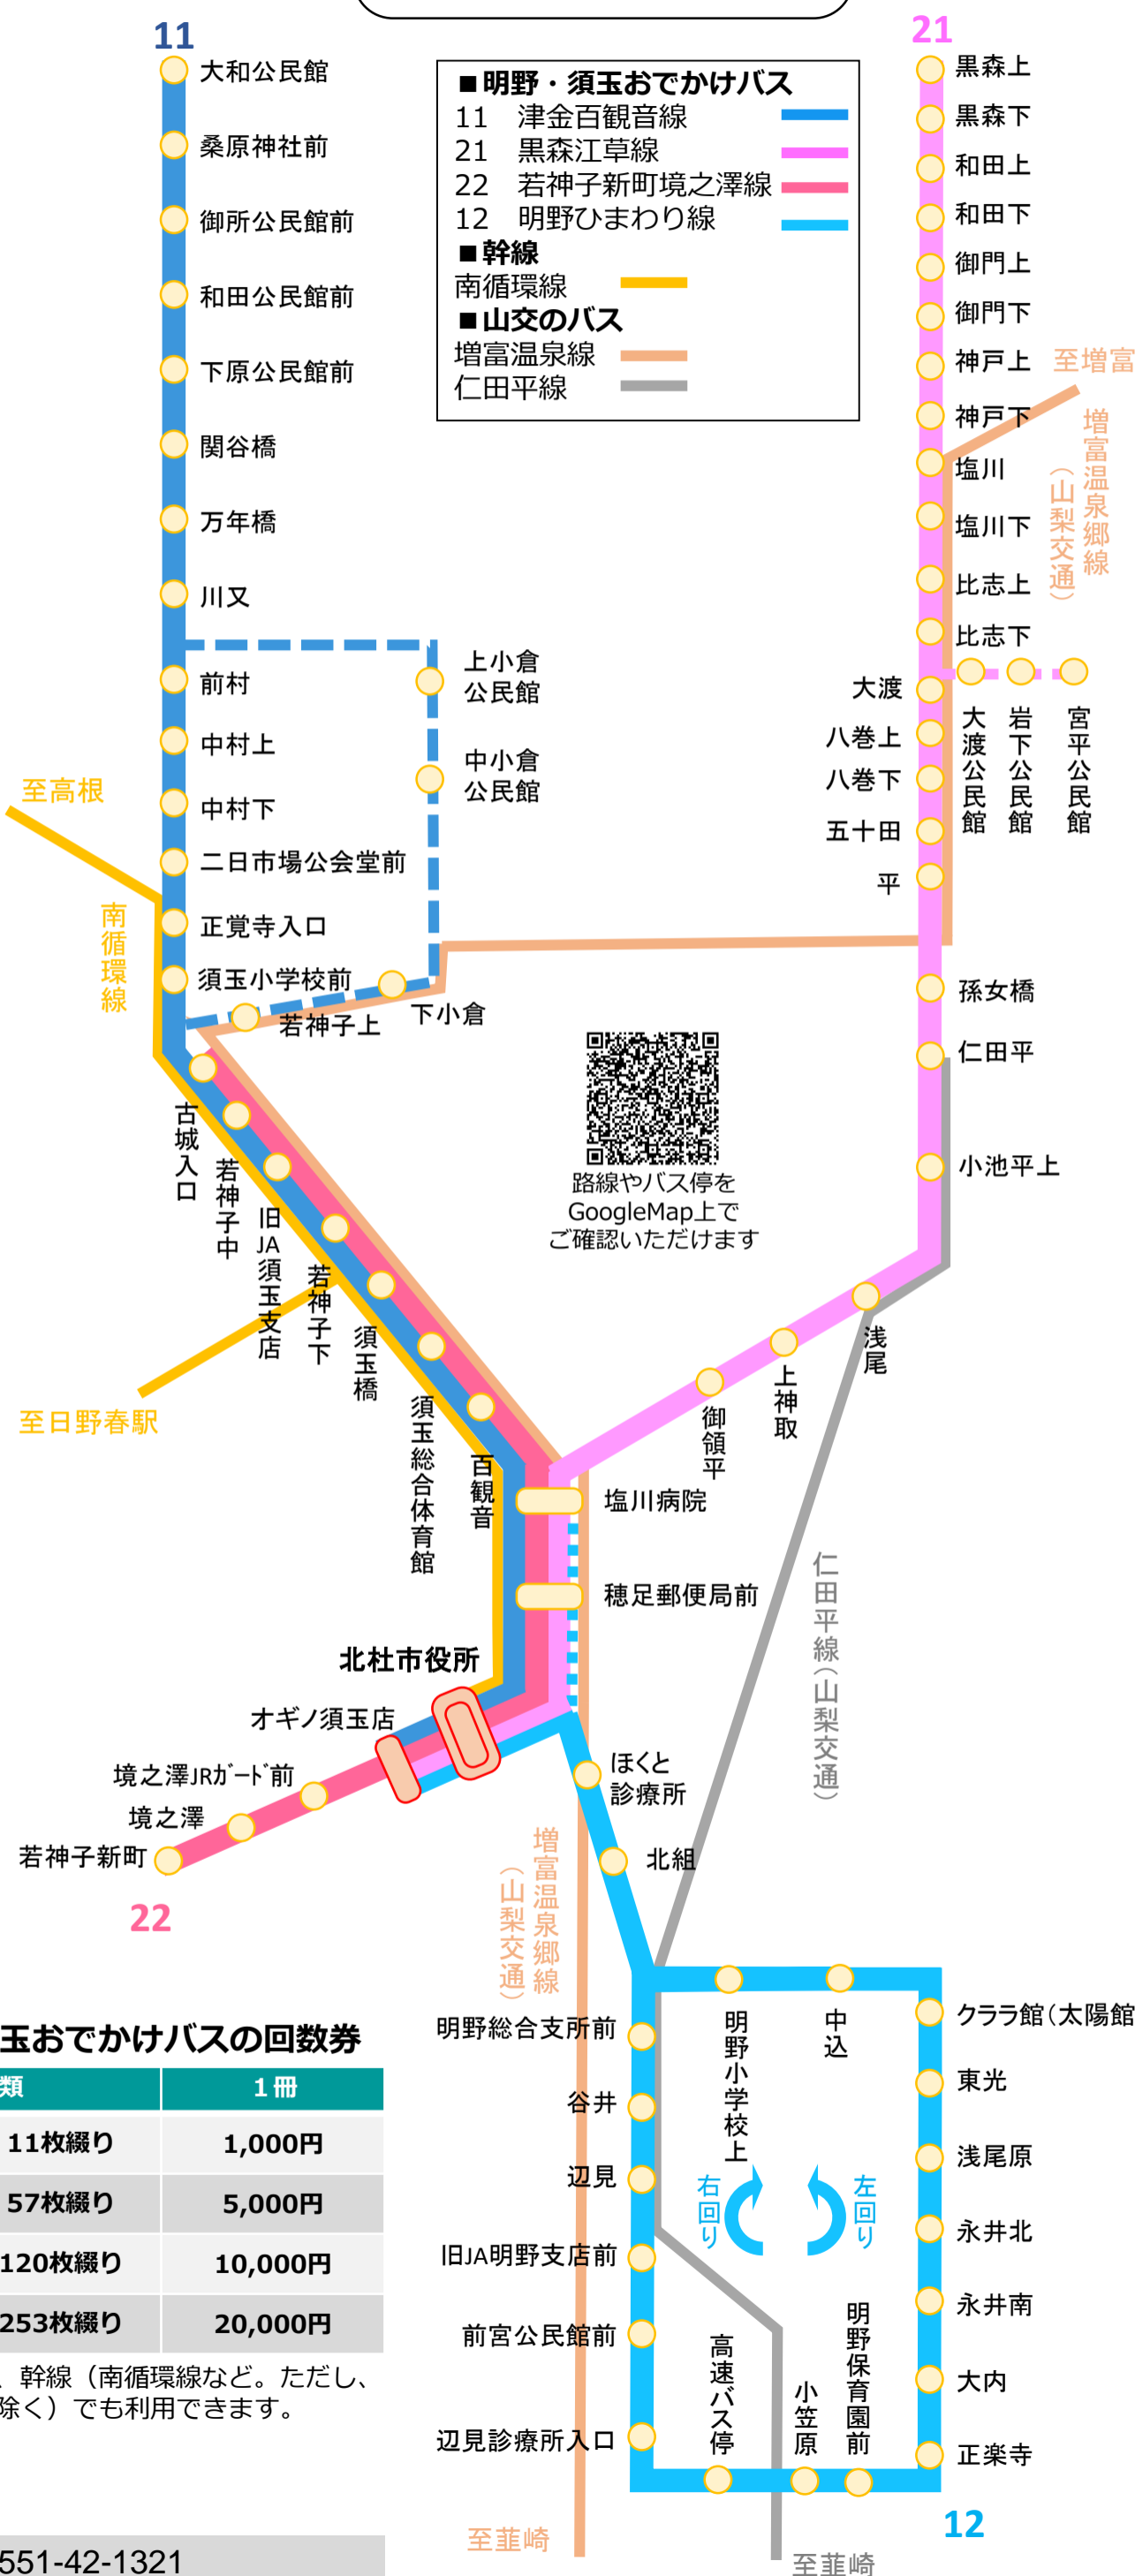 11
21
大和公民館
桑原神社前
御所公民館前
和田公民館前
下原公民館前
関谷橋
万年橋
川又
前村
中村上
中村下
二日市場公会堂前
正覚寺入口
須玉小学校前
■明野・須玉おでかけバス
11 津金百観音線
21 黒森江草線
22 若神子新町境之澤線
12 明野ひまわり線
■幹線
南循環線
■山交のバス
増富温泉線
仁田平線
黒森上
黒森下
和田上
和田下
御門上
御門下
神戸上
神戸下
塩川
塩川下
比志上
比志下
至増富
増富温泉郷線
（山梨交通）
大渡
八巻上
八巻下
五十田
平
大渡公民館
岩下公民館
宮平公民館
孫女橋
仁田平
小池平上
上小倉
公民館
中小倉
公民館
下小倉
若神子上
至高根
南循環線
至日野春駅
古城入口
若神子中
旧JA須玉支店
若神子下
須玉橋
須玉総合体育館
百観音
路線やバス停を
GoogleMap上で
ご確認いただけます
浅尾
上神取
御領平
塩川病院
穂足郵便局前
仁田平線（山梨交通）
北杜市役所
オギノ須玉店
境之澤JRｶﾞｰﾄﾞ前
境之澤
若神子新町
22
ほくと
診療所
北組
増富温泉郷線
（山梨交通）
明野総合支所前
谷井
辺見
旧JA明野支店前
前宮公民館前
辺見診療所入口
明野小学校上
中込
右回り
左回り
高速バス停
小笠原
明野保育園前
クララ館（太陽館
東光
浅尾原
永井北
永井南
大内
正楽寺
12
至韮崎
至韮崎
玉おでかけバスの回数券
類 1冊
11枚綴り 1,000円
57枚綴り 5,000円
120枚綴り 10,000円
253枚綴り 20,000円
、幹線（南循環線など。ただし、
除く）でも利用できます。
551-42-1321